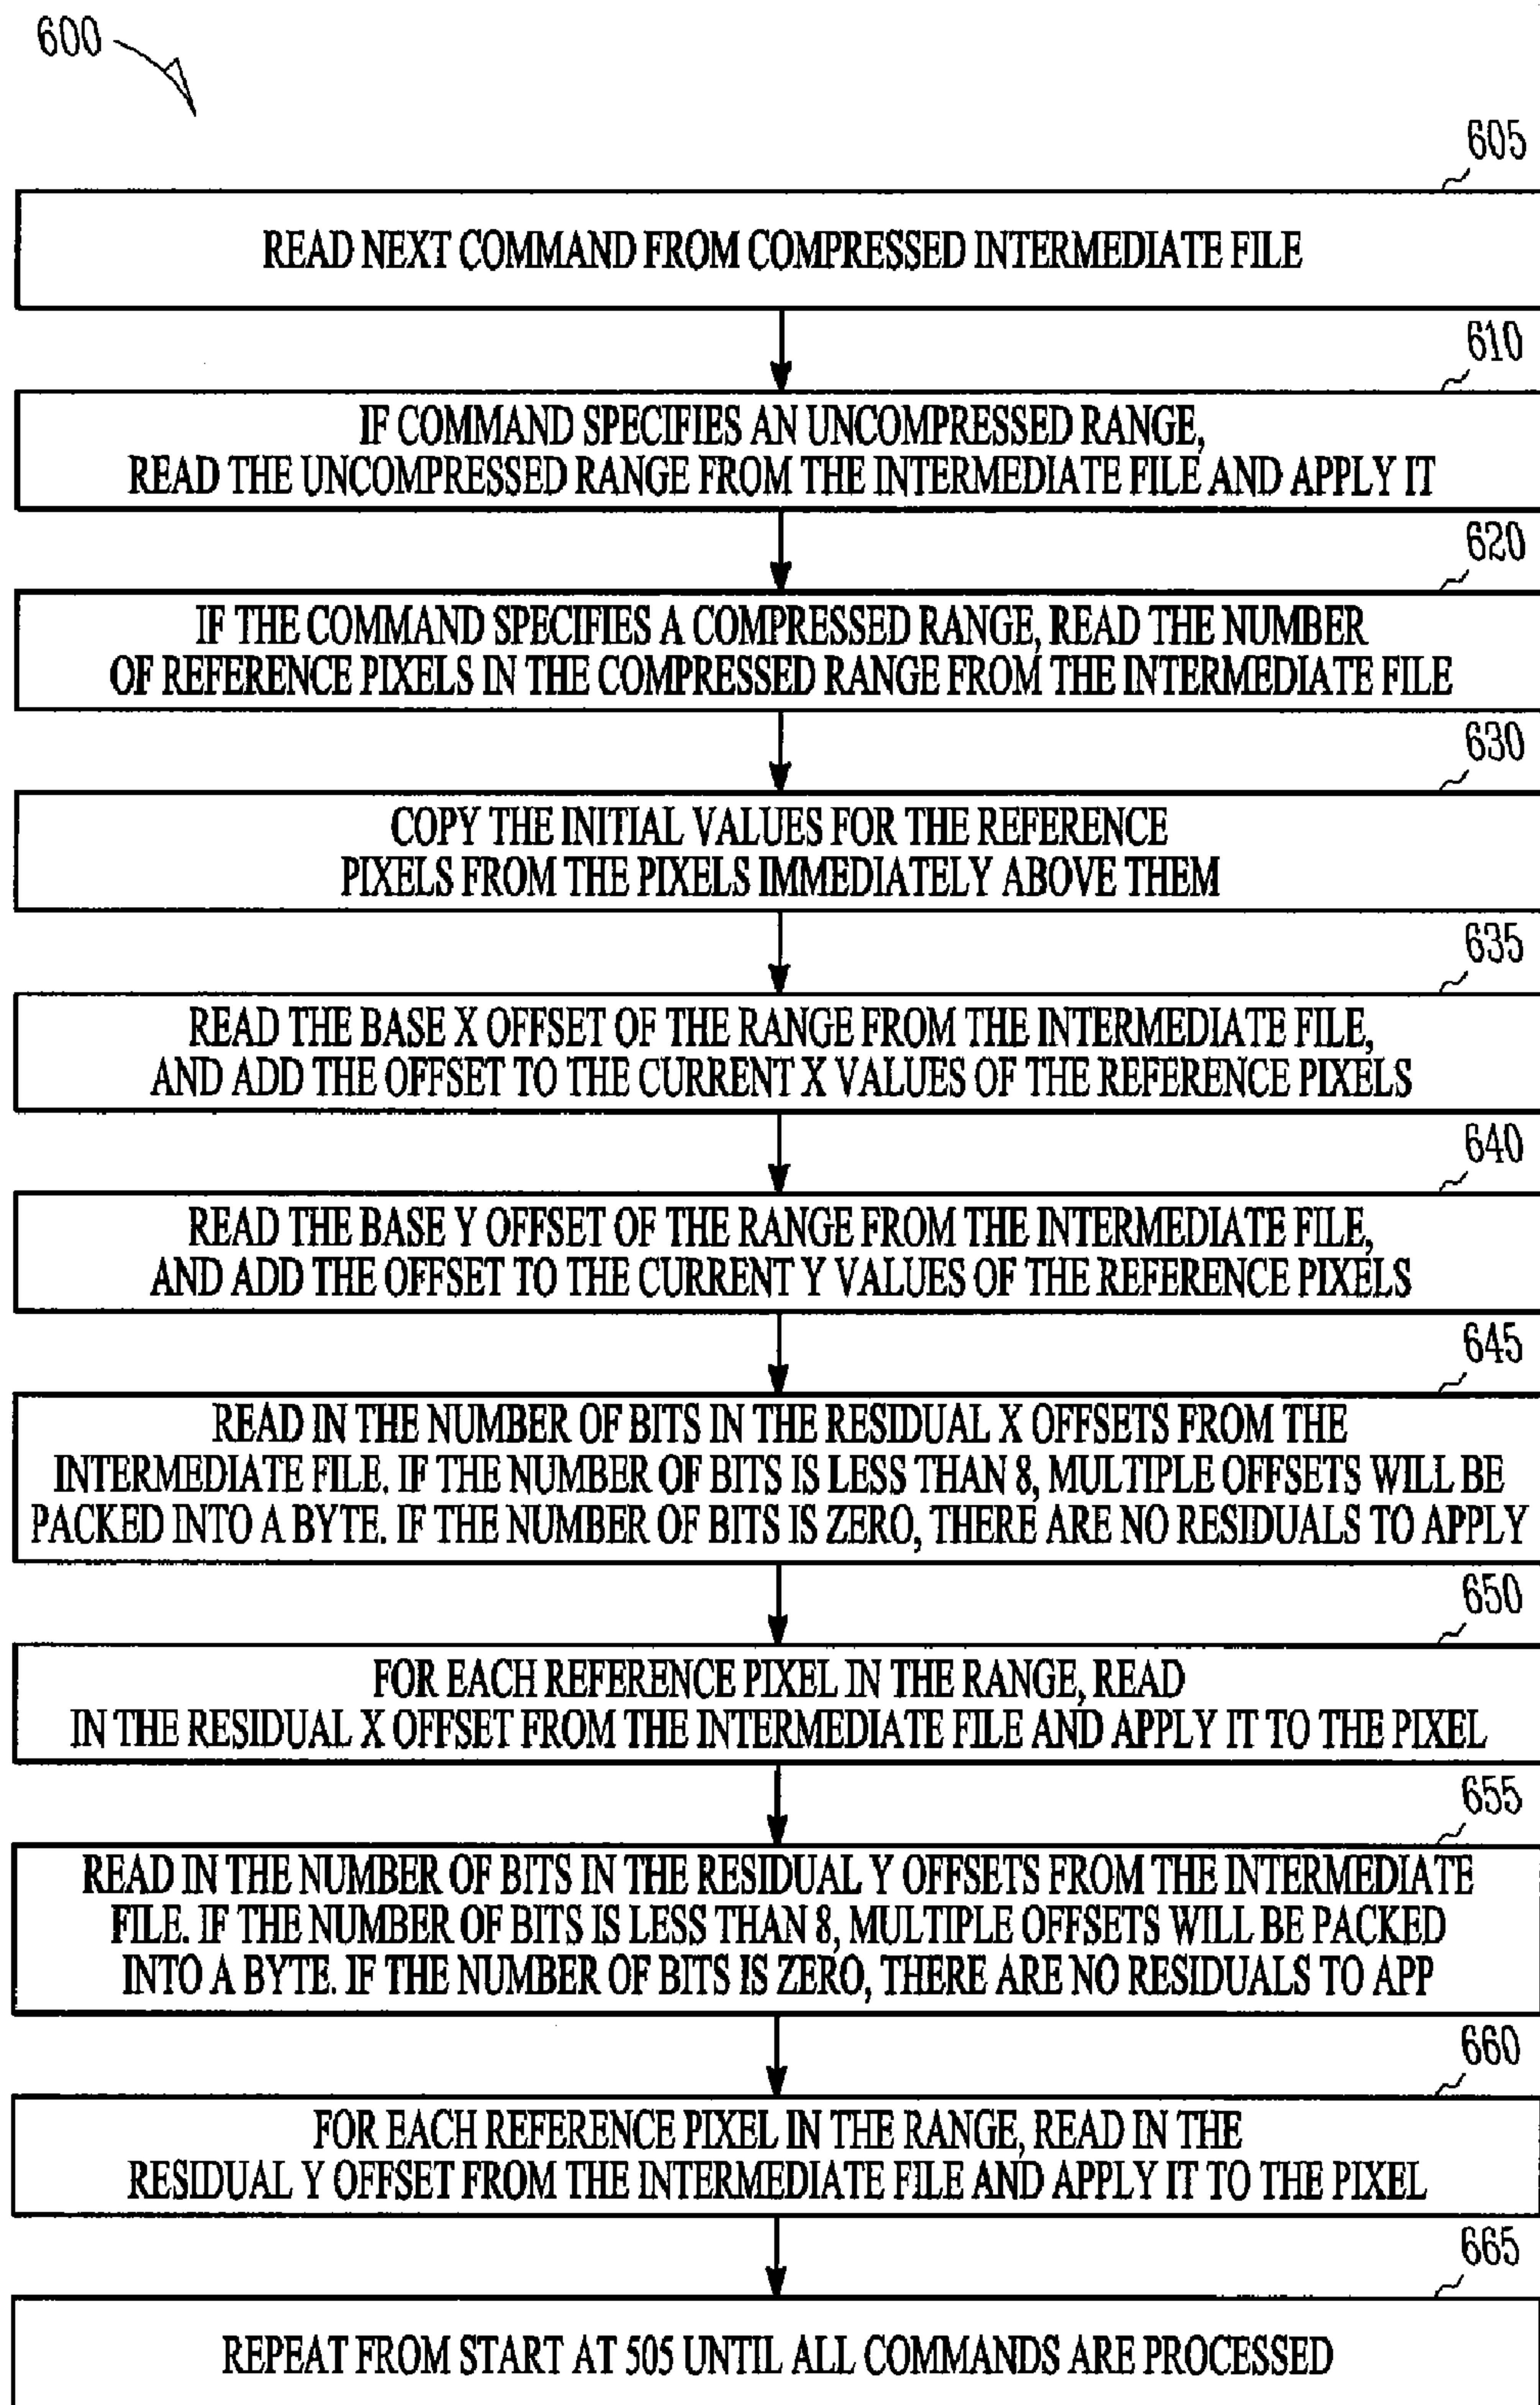 600
605
READ NEXT COMMAND FROM COMPRESSED INTERMEDIATE FILE
610
IF COMMAND SPECIFIES AN UNCOMPRESSED RANGE,
READ THE UNCOMPRESSED RANGE FROM THE INTERMEDIATE FILE AND APPLY IT
620
IF THE COMMAND SPECIFIES A COMPRESSED RANGE, READ THE NUMBER
OF REFERENCE PIXELS IN THE COMPRESSED RANGE FROM THE INTERMEDIATE FILE
630
COPY THE INITIAL VALUES FOR THE REFERENCE
PIXELS FROM THE PIXELS IMMEDIATELY ABOVE THEM
635
READ THE BASE X OFFSET OF THE RANGE FROM THE INTERMEDIATE FILE,
AND ADD THE OFFSET TO THE CURRENT X VALUES OF THE REFERENCE PIXELS
640
READ THE BASE Y OFFSET OF THE RANGE FROM THE INTERMEDIATE FILE,
AND ADD THE OFFSET TO THE CURRENT Y VALUES OF THE REFERENCE PIXELS
645
READ IN THE NUMBER OF BITS IN THE RESIDUAL X OFFSETS FROM THE
INTERMEDIATE FILE. IF THE NUMBER OF BITS IS LESS THAN 8, MULTIPLE OFFSETS WILL BE
PACKED INTO A BYTE. IF THE NUMBER OF BITS IS ZERO, THERE ARE NO RESIDUALS TO APPLY
650
FOR EACH REFERENCE PIXEL IN THE RANGE, READ
IN THE RESIDUAL X OFFSET FROM THE INTERMEDIATE FILE AND APPLY IT TO THE PIXEL
655
READ IN THE NUMBER OF BITS IN THE RESIDUAL Y OFFSETS FROM THE INTERMEDIATE
FILE. IF THE NUMBER OF BITS IS LESS THAN 8, MULTIPLE OFFSETS WILL BE PACKED
INTO A BYTE. IF THE NUMBER OF BITS IS ZERO, THERE ARE NO RESIDUALS TO APP
660
FOR EACH REFERENCE PIXEL IN THE RANGE, READ IN THE
RESIDUAL Y OFFSET FROM THE INTERMEDIATE FILE AND APPLY IT TO THE PIXEL
665
REPEAT FROM START AT 505 UNTIL ALL COMMANDS ARE PROCESSED